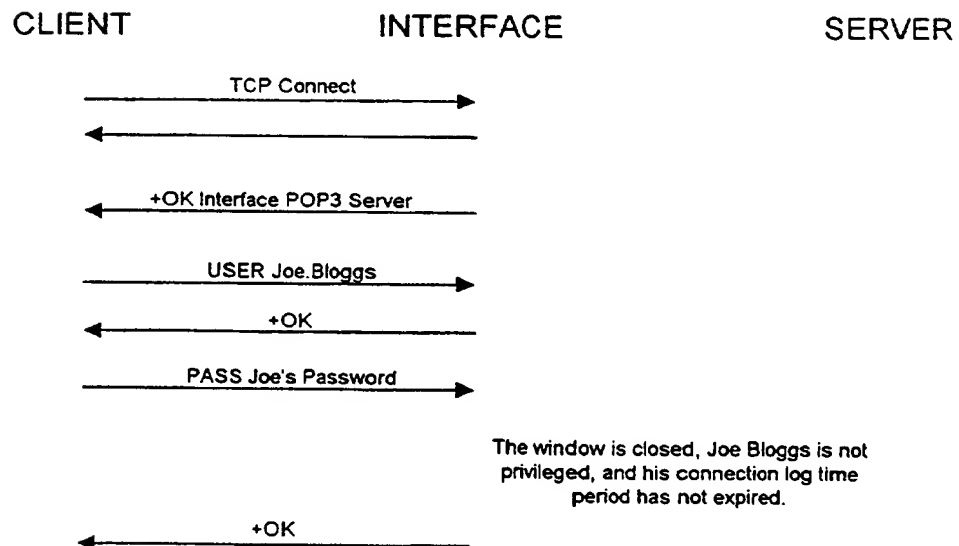 CLIENT INTERFACE SERVER
TCP Connect
+OK Interface POP3 Server
USER Joe.Bloggs
+OK
PASS Joe's Password
The window is closed, Joe Bloggs is not
privileged, and his connection log time
period has not expired.
+OK